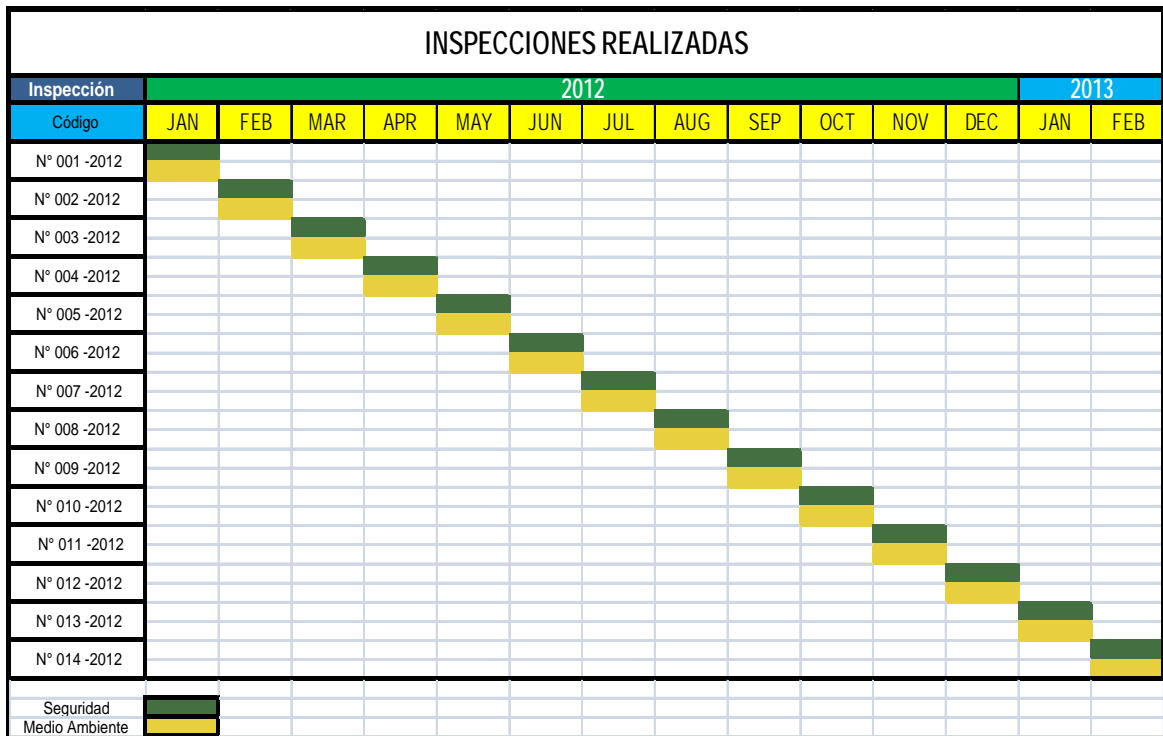 INSPECCIONES REALIZADAS
Inspección 2012 2013
Código JAN FEB MAR APR MAY JUN JUL AUG SEP OCT NOV DEC JAN FEB
N° 001 -2012
N° 002 -2012
N° 003 -2012
N° 004 -2012
N° 005 -2012
N° 006 -2012
N° 007 -2012
N° 008 -2012
N° 009 -2012
N° 010 -2012
N° 011 -2012
N° 012 -2012
N° 013 -2012
N° 014 -2012
Seguridad
Medio Ambiente